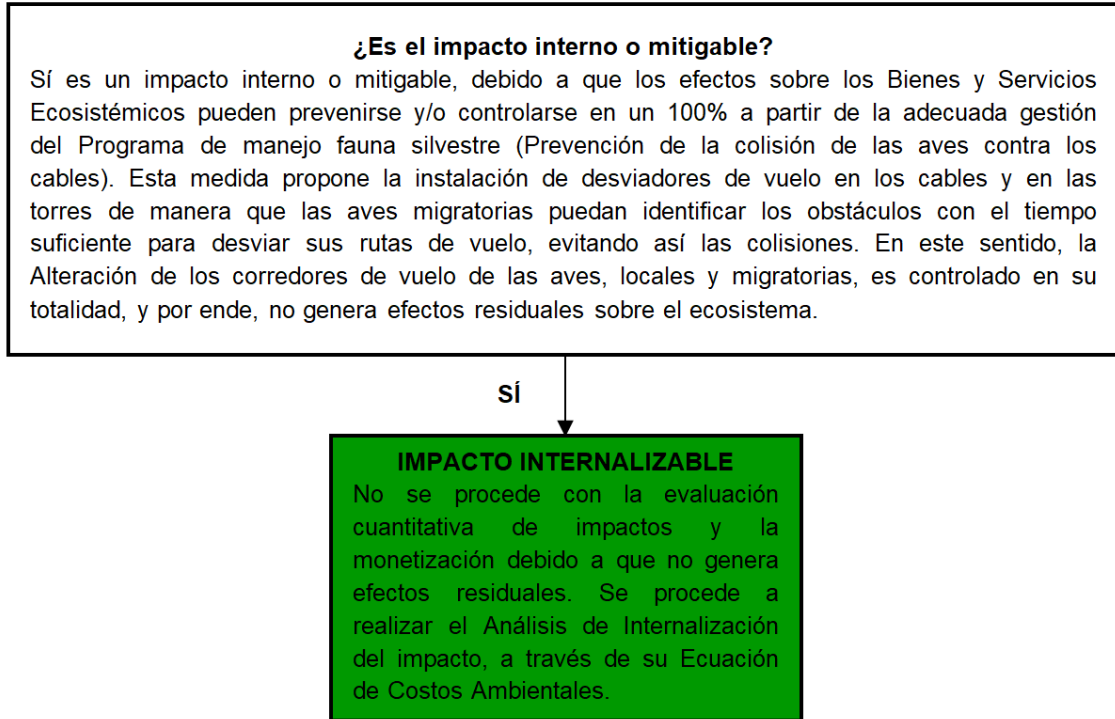 ¿Es el impacto interno o mitigable?
Sí es un impacto interno o mitigable, debido a que los efectos sobre los Bienes y Servicios
Ecosistémicos pueden prevenirse y/o controlarse en un 100% a partir de la adecuada gestión
del Programa de manejo fauna silvestre (Prevención de la colisión de las aves contra los
cables). Esta medida propone la instalación de desviadores de vuelo en los cables y en las
torres de manera que las aves migratorias puedan identificar los obstáculos con el tiempo
suficiente para desviar sus rutas de vuelo, evitando así las colisiones. En este sentido, la
Alteración de los corredores de vuelo de las aves, locales y migratorias, es controlado en su
totalidad, y por ende, no genera efectos residuales sobre el ecosistema.
SÍ
IMPACTO INTERNALIZABLE
No se procede con la evaluación
cuantitativa de impactos y la
monetización debido a que no genera
efectos residuales. Se procede a
realizar el Análisis de Internalización
del impacto, a través de su Ecuación
de Costos Ambientales.